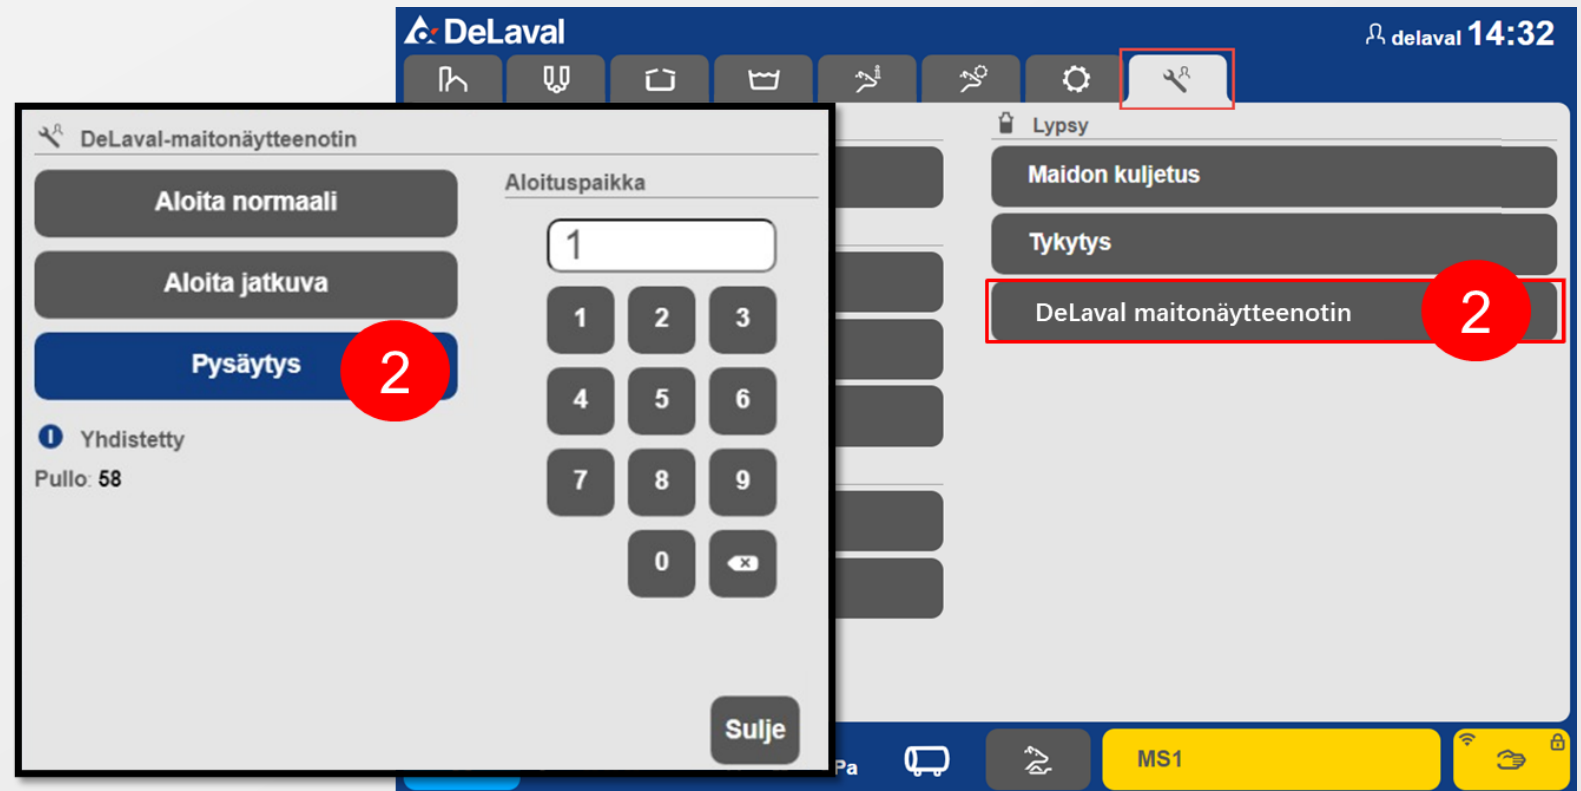 DeLaval
delaval 14:32
DeLaval-maitonäytteenotin
Aloita normaali
Aloita jatkuva
Pysäytys
2
Yhdistetty
Pullo: 58
Aloituspaikka
1
1 2 3
4 5 6
7 8 9
0
Sulje
Lypsy
Maidon kuljetus
Tykytys
DeLaval maitonäytteenotin
2
Pa
MS1